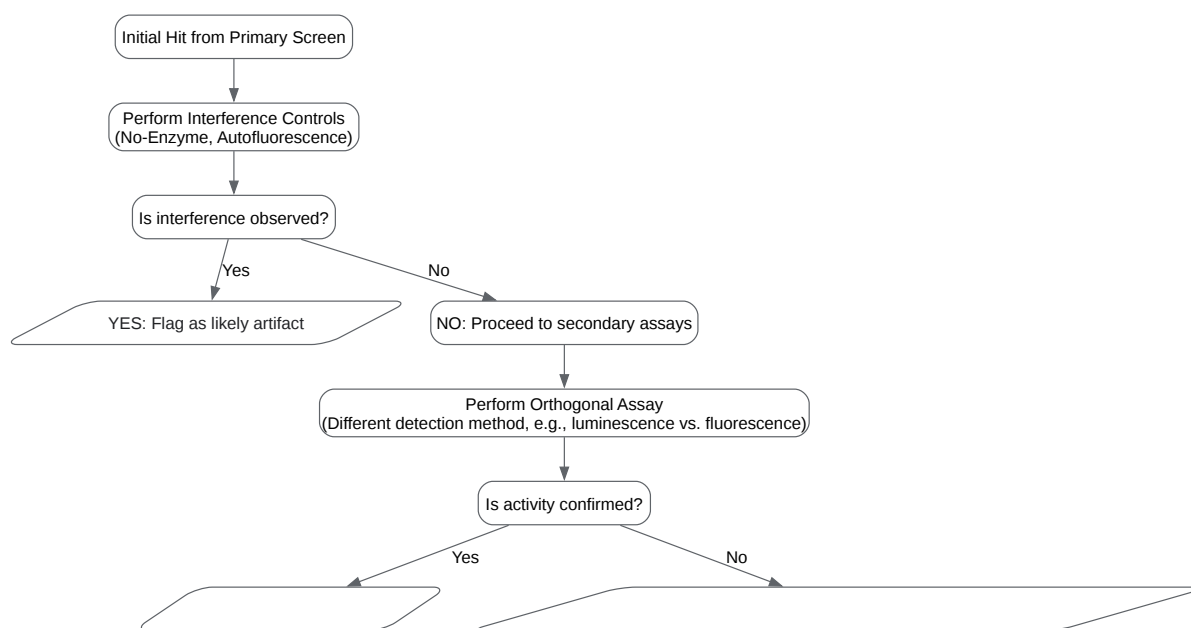 Initial Hit from Primary Screen
Perform Interference Controls
(No-Enzyme, Autofluorescence)
Is interference observed?
Yes
No
YES: Flag as likely artifact
NO: Proceed to secondary assays
Perform Orthogonal Assay
(Different detection method, e.g., luminescence vs. fluorescence)
Is activity confirmed?
Yes
No